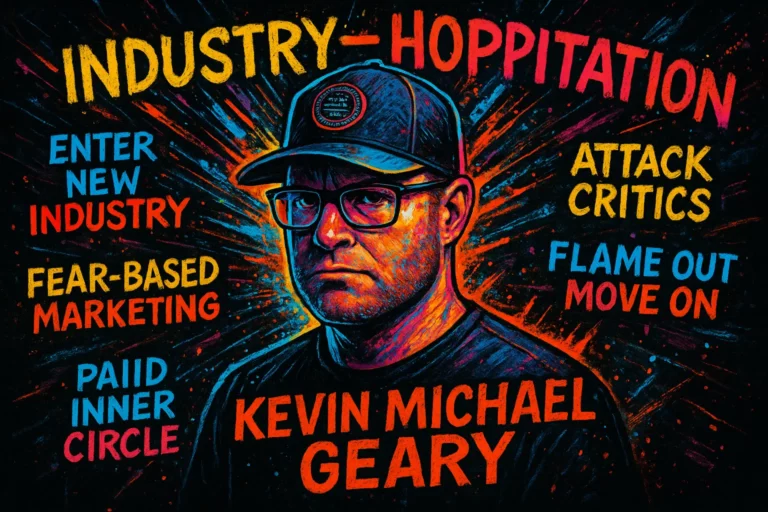 INDUSTRY–HOPPITATION
ENTER
NEW
INDUSTRY
FEAR-BASED
MARKETING
PAIID
INNER
CIRCLE
ATTACK
CRITICS
FLAME OUT
MOVE ON
KEVIN MICHAEL
GEARY